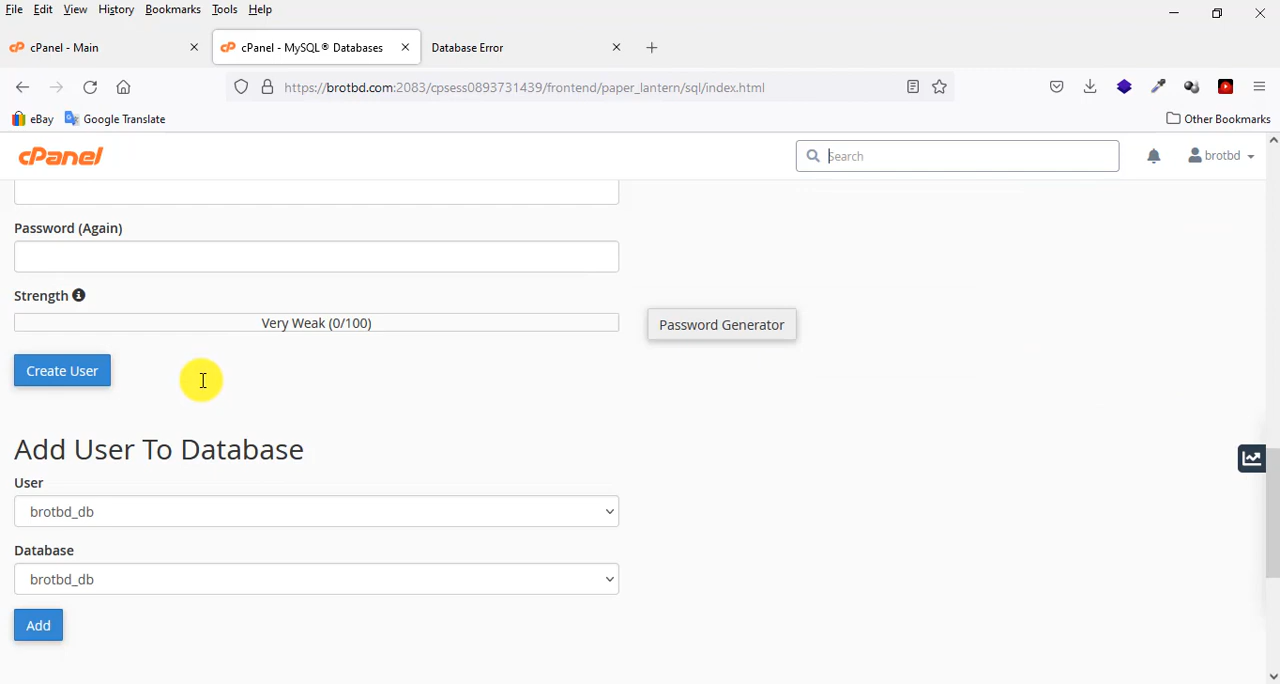 File Edit View History Bookmarks Tools Help
cPanel - Main
cPanel - MySQL® Databases
Database Error
https://brotbd.com:2083/cpsess0893731439/frontend/paper_lantern/sql/index.html
eBay Google Translate Other Bookmarks
cPanel Search brotbd
Password (Again)
Strength
Very Weak (0/100)
Password Generator
Create User
Add User To Database
User
brotbd_db
Database
brotbd_db
Add